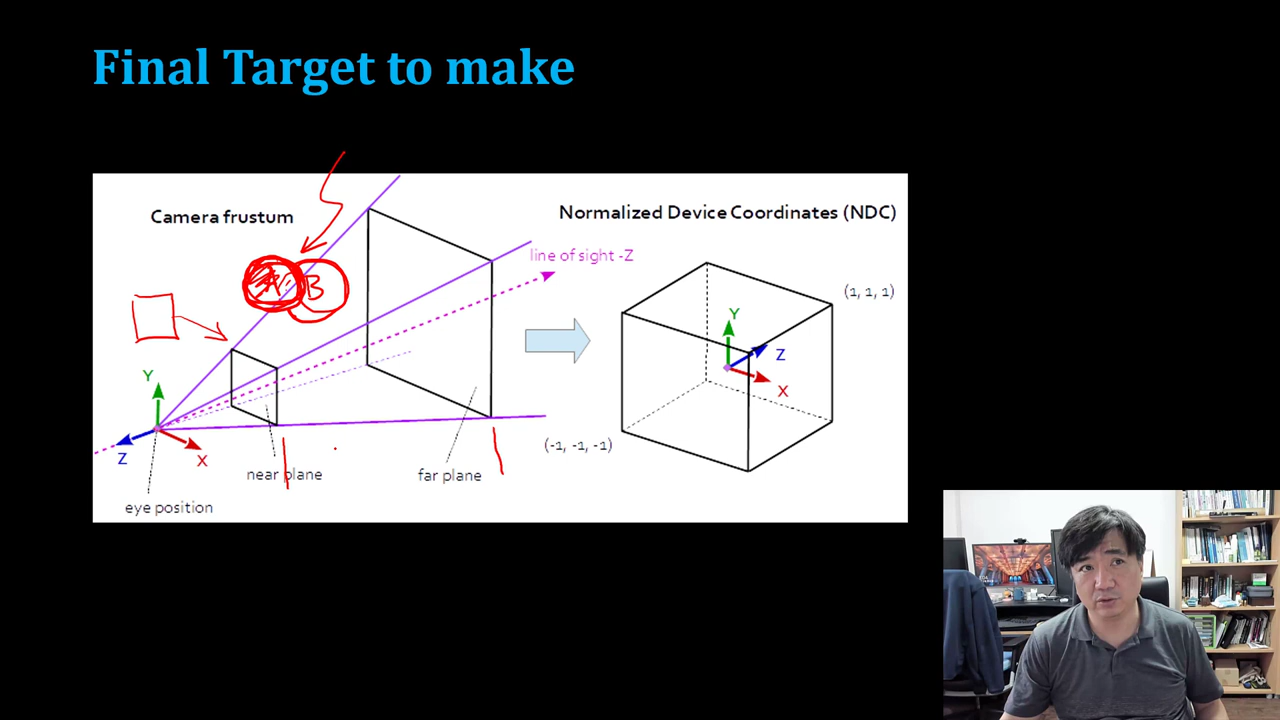 Final Target to make
Camera frustum
Normalized Device Coordinates (NDC)
line of sight -Z
(1, 1, 1)
B
Y
Z
X
near plane
far plane
eye position
Y
Z
X
(-1, -1, -1)